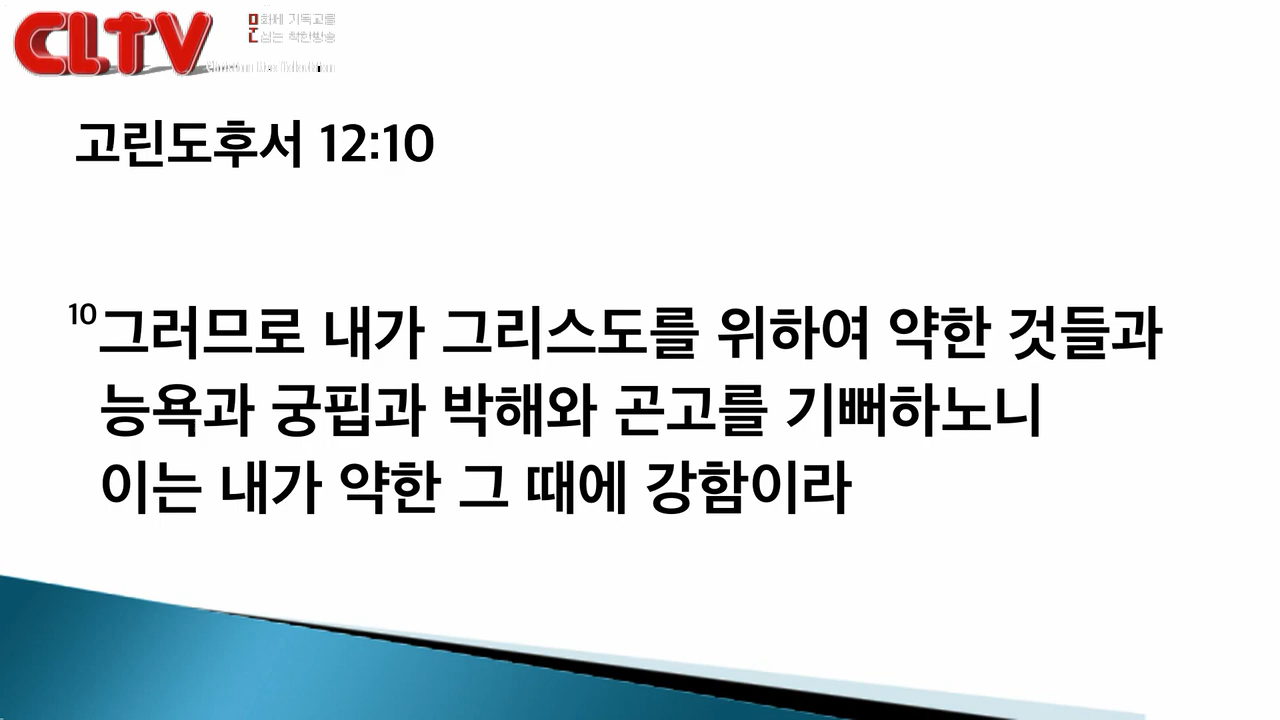 CLTV
고린도후서 12:10
10 그러므로 내가 그리스도를 위하여 약한 것들과
능욕과 궁핍과 박해와 곤고를 기뻐하노니
이는 내가 약한 그 때에 강함이라